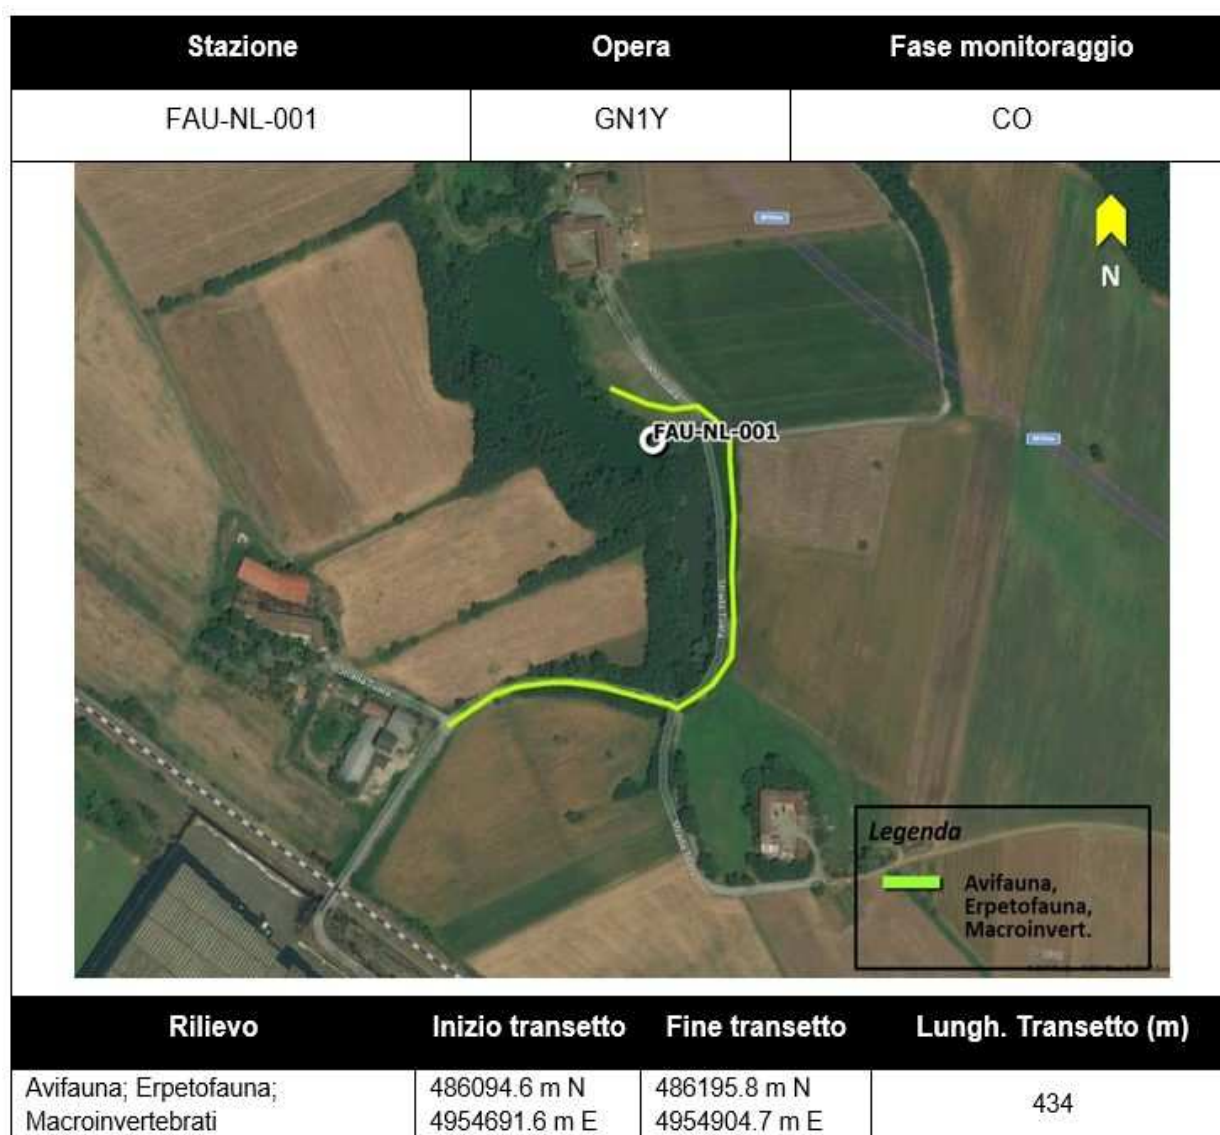 Stazione Opera Fase monitoraggio
FAU-NL-001 GN1Y CO
N
FAU-NL-001
Legenda
Avifauna,
Erpetofauna,
Macroinvert.
Rilievo Inizio transetto Fine transetto Lungh. Transetto (m)
Avifauna; Erpetofauna; 486094.6 m N 486195.8 m N 434
Macroinvertebrati 4954691.6 m E 4954904.7 m E